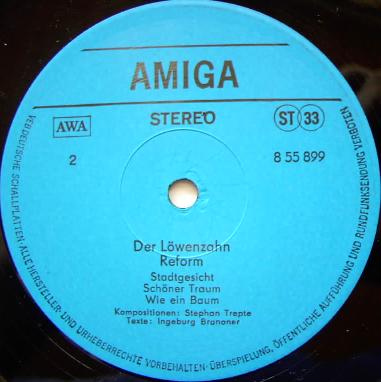 AMIGA
AWA
STEREO
ST 33
2
8 55 899
Der Löwenzahn
Reform
Stadtgesicht
Schöner Traum
Wie ein Baum
Kompositionen: Stephan Trepte
Texte: Ingeburg Branoner
VEB DEUTSCHE SCHALLPLATTEN·ALLE HERSTELLER- UND URHEBERRECHTE VORBEHALTEN·ÜBERSPIELUNG, ÖFFENTLICHE AUFFÜHRUNG UND RUNDFUNKSENDUNG VERBOTEN